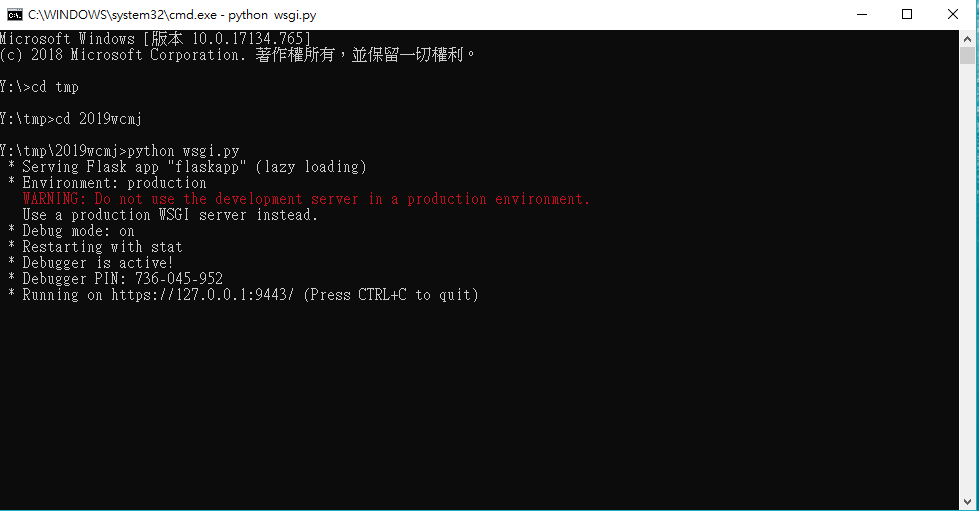 C:\WINDOWS\system32\cmd.exe - python wsgi.py
Microsoft Windows [版本 10.0.17134.765]
(c) 2018 Microsoft Corporation. 著作權所有，並保留一切權利。
Y:\>cd tmp
Y:\tmp>cd 2019wcmj
Y:\tmp\2019wcmj>python wsgi.py
* Serving Flask app "flaskapp" (lazy loading)
* Environment: production
WARNING: Do not use the development server in a production environment.
Use a production WSGI server instead.
* Debug mode: on
* Restarting with stat
* Debugger is active!
* Debugger PIN: 736-045-952
* Running on https://127.0.0.1:9443/ (Press CTRL+C to quit)